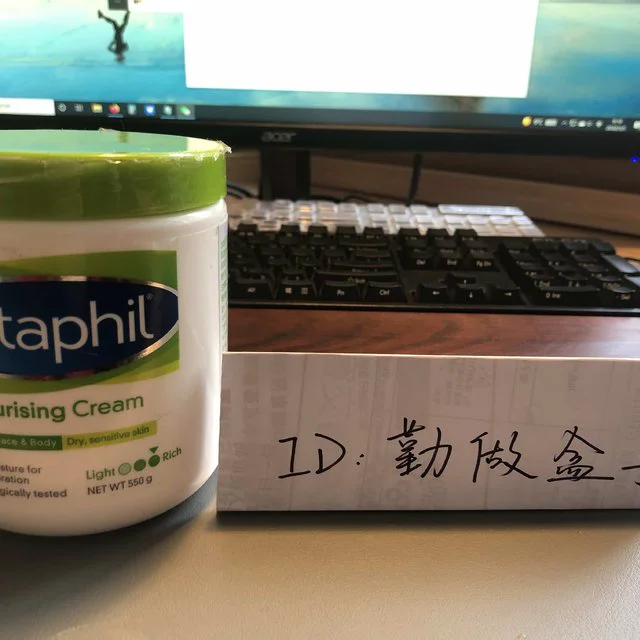 acer
taphil®
urising Cream
ace & Body Dry, sensitive skin
sture for
ration
gically tested
Light Rich
NET WT 550 g
ID: 勤做盒